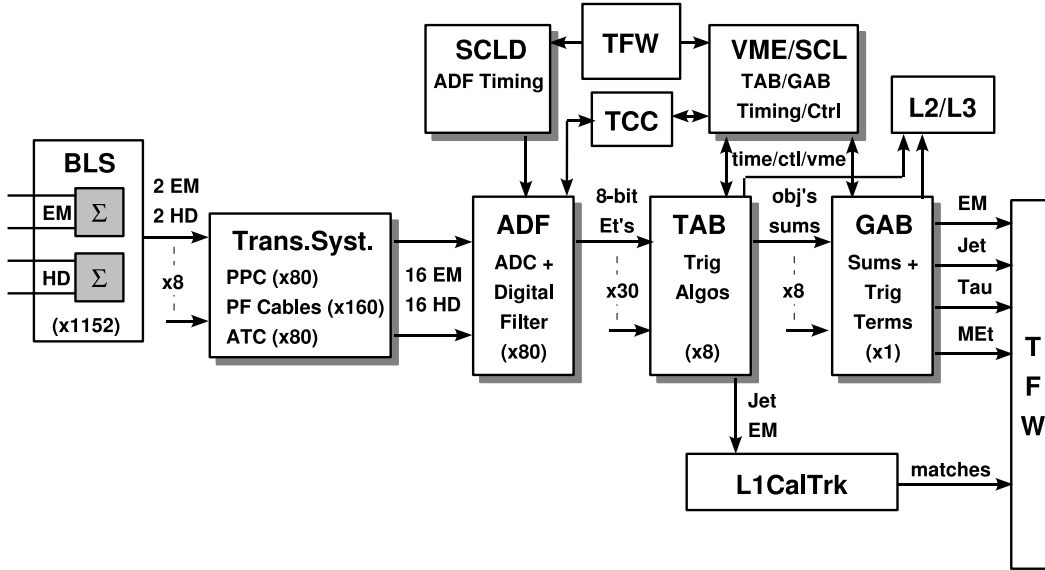 SCLD
ADF Timing
TFW
VME/SCL
TAB/GAB
Timing/Ctrl
TCC
L2/L3
time/ctl/vme
BLS
EM Σ
HD Σ
(x1152)
2 EM
2 HD
x8
Trans.Syst.
PPC (x80)
PF Cables (x160)
ATC (x80)
16 EM
16 HD
ADF
ADC +
Digital
Filter
(x80)
8-bit
Et's
x30
TAB
Trig
Algos
(x8)
obj's
sums
x8
GAB
Sums +
Trig
Terms
(x1)
EM
Jet
Tau
MEt
Jet
EM
L1CalTrk
matches
T
F
W